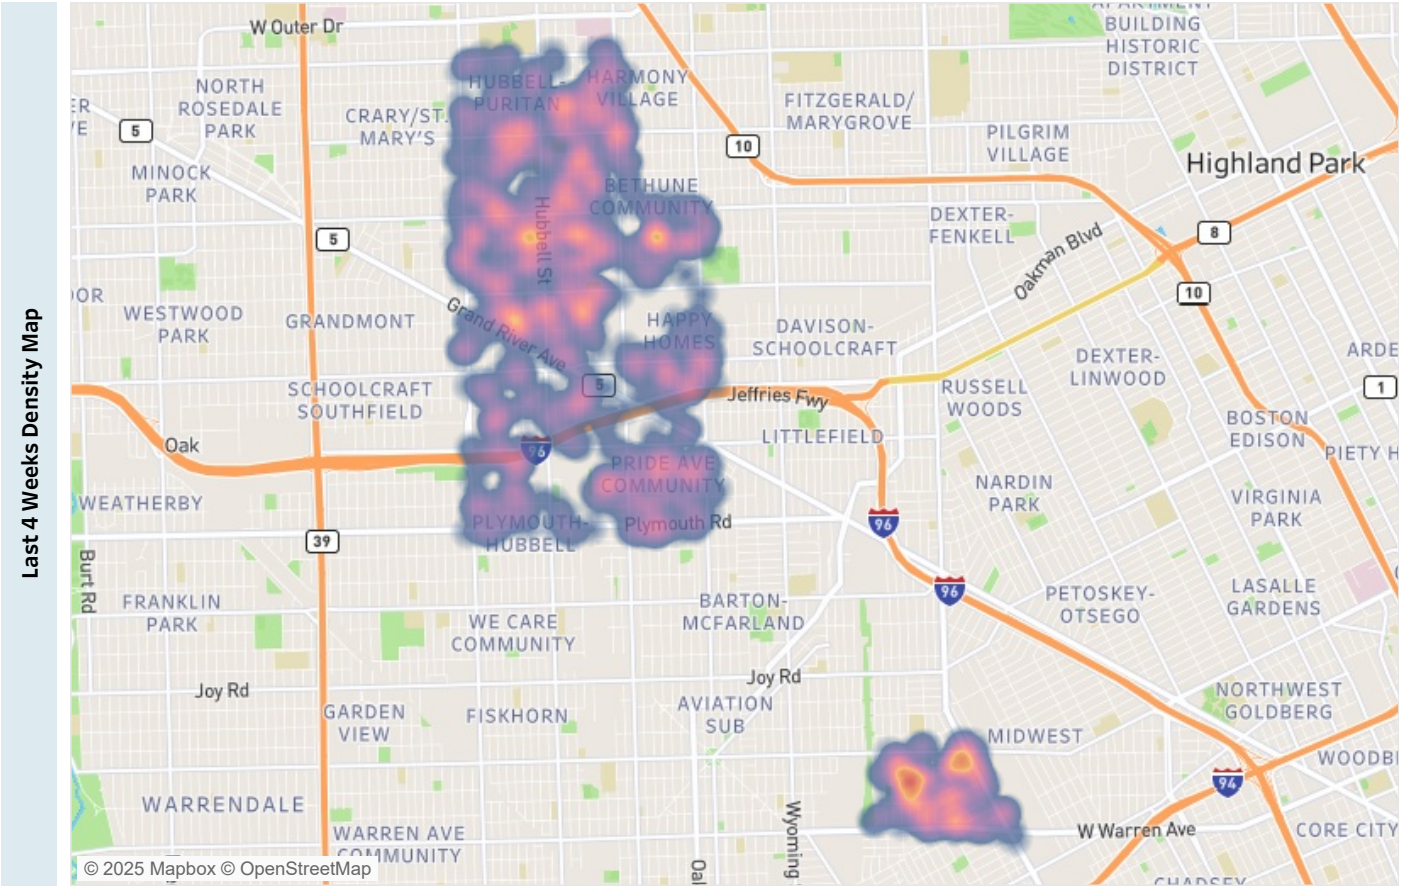 Last 4 Weeks Density Map
W Outer Dr
BUILDING
HISTORIC
DISTRICT
NORTH
ROSEDALE
PARK
HUBBELL-
PURITAN
HARMONY
VILLAGE
CRARY/ST.
MARY'S
FITZGERALD/
MARYGROVE
5
10
PILGRIM
VILLAGE
Highland Park
MINOCK
PARK
BETHUNE
COMMUNITY
Hubbell St
DEXTER-
FENKELL
5
8
Oakman Blvd
10
WESTWOOD
PARK
GRANDMONT
Grand River Ave
HAPPY
HOMES
DAVISON-
SCHOOLCRAFT
DEXTER-
LINWOOD
ARDE
1
SCHOOLCRAFT
SOUTHFIELD
5
Jeffries Fwy
RUSSELL
WOODS
BOSTON
EDISON
Oak
96
LITTLEFIELD
PIETY H
PRIDE AVE
COMMUNITY
NARDIN
PARK
VIRGINIA
PARK
WEATHERBY
PLYMOUTH-
HUBBELL
Plymouth Rd
96
39
Burt Rd
96
PETOSKEY-
OTSEGO
LASALLE
GARDENS
FRANKLIN
PARK
WE CARE
COMMUNITY
BARTON-
MCFARLAND
Joy Rd
Joy Rd
NORTHWEST
GOLDBERG
GARDEN
VIEW
FISKHORN
AVIATION
SUB
MIDWEST
WOODB
94
WARRENDALE
Wyoming
WARREN AVE
COMMUNITY
W Warren Ave
CORE CITY
© 2025 Mapbox © OpenStreetMap